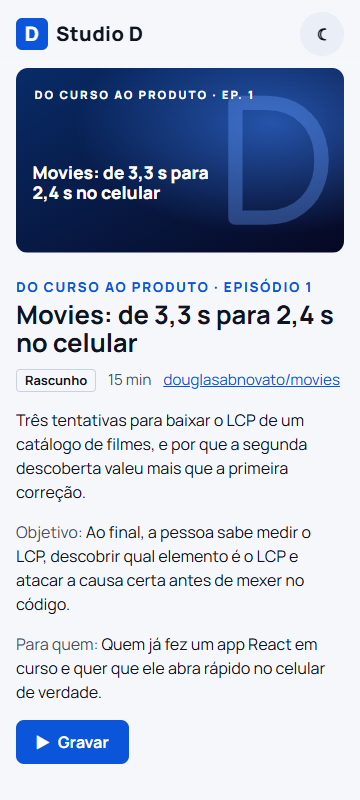 D Studio D
DO CURSO AO PRODUTO · EP. 1
D
Movies: de 3,3 s para
2,4 s no celular
DO CURSO AO PRODUTO · EPISÓDIO 1
Movies: de 3,3 s para 2,4 s
no celular
Rascunho 15 min douglasabnovato/movies
Três tentativas para baixar o LCP de um
catálogo de filmes, e por que a segunda
descoberta valeu mais que a primeira
correção.
Objetivo: Ao final, a pessoa sabe medir o
LCP, descobrir qual elemento é o LCP e
atacar a causa certa antes de mexer no
código.
Para quem: Quem já fez um app React em
curso e quer que ele abra rápido no celular
de verdade.
Gravar